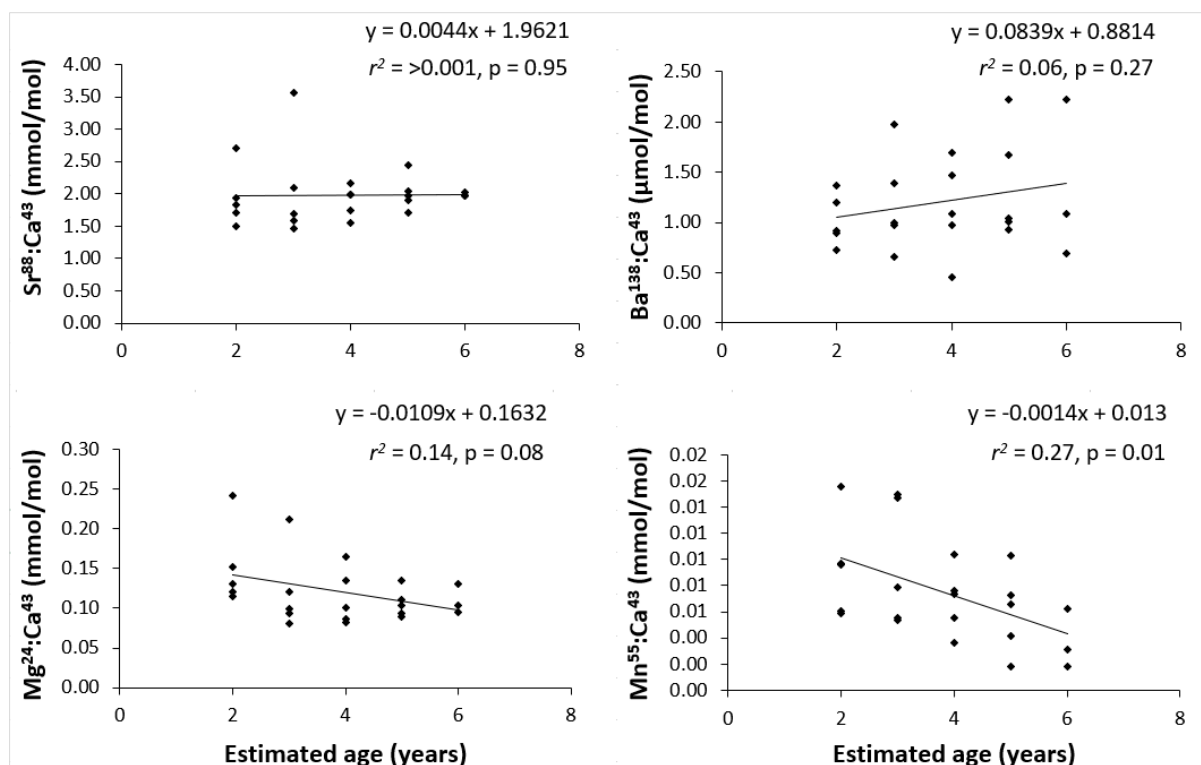 y = 0.0044x + 1.9621
r² = >0.001, p = 0.95
Sr⁸⁸:Ca⁴³ (mmol/mol)
4.00
3.50
3.00
2.50
2.00
1.50
1.00
0.50
0.00
0 2 4 6 8
y = 0.0839x + 0.8814
r² = 0.06, p = 0.27
Ba¹³⁸:Ca⁴³ (µmol/mol)
2.50
2.00
1.50
1.00
0.50
0.00
0 2 4 6 8
y = -0.0109x + 0.1632
r² = 0.14, p = 0.08
Mg²⁴:Ca⁴³ (mmol/mol)
0.30
0.25
0.20
0.15
0.10
0.05
0.00
0 2 4 6 8
Estimated age (years)
y = -0.0014x + 0.013
r² = 0.27, p = 0.01
Mn⁵⁵:Ca⁴³ (mmol/mol)
0.02
0.02
0.01
0.01
0.01
0.01
0.01
0.00
0.00
0.00
0 2 4 6 8
Estimated age (years)